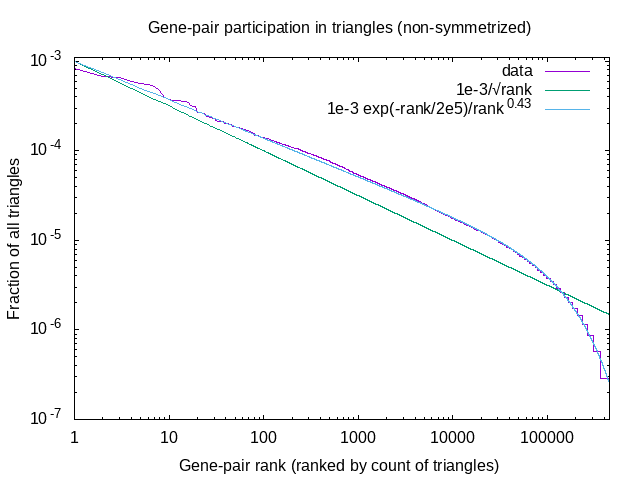 Gene-pair participation in triangles (non-symmetrized)
Fraction of all triangles
10^-3
10^-4
10^-5
10^-6
10^-7
data
1e-3/√rank
1e-3 exp(-rank/2e5)/rank^0.43
1 10 100 1000 10000 100000
Gene-pair rank (ranked by count of triangles)